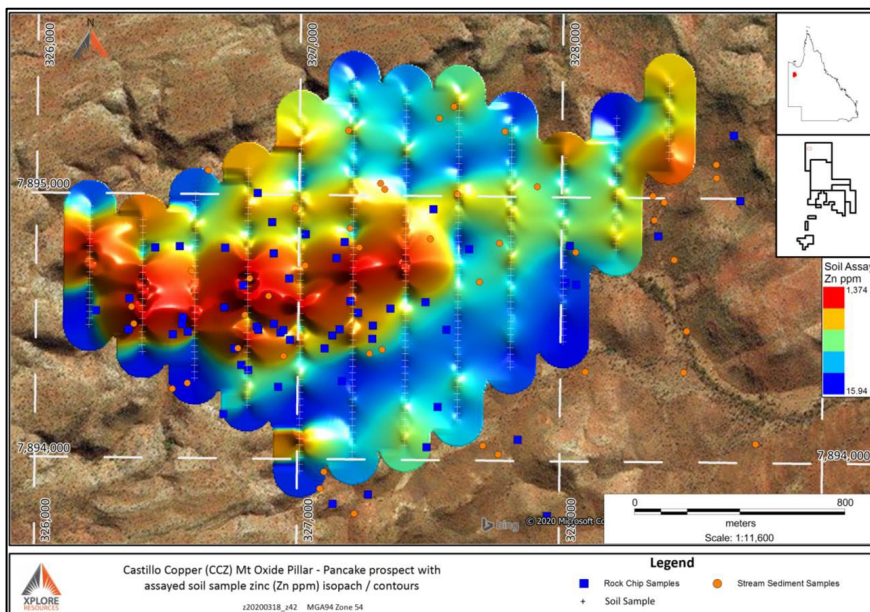 N
326,000
327,000
328,000
7,895,000
7,894,000
7,894,000
326,000
327,000
328,000
Soil Assay
Zn ppm
1,374
15.94
bing
© 2020 Microsoft Co
0 800
meters
Scale: 1:11,600
XPLORE
RESOURCES
Castillo Copper (CCZ) Mt Oxide Pillar - Pancake prospect with
assayed soil sample zinc (Zn ppm) isopach / contours
z20200318_z42 MGA94 Zone 54
Legend
Rock Chip Samples Stream Sediment Samples
Soil Sample